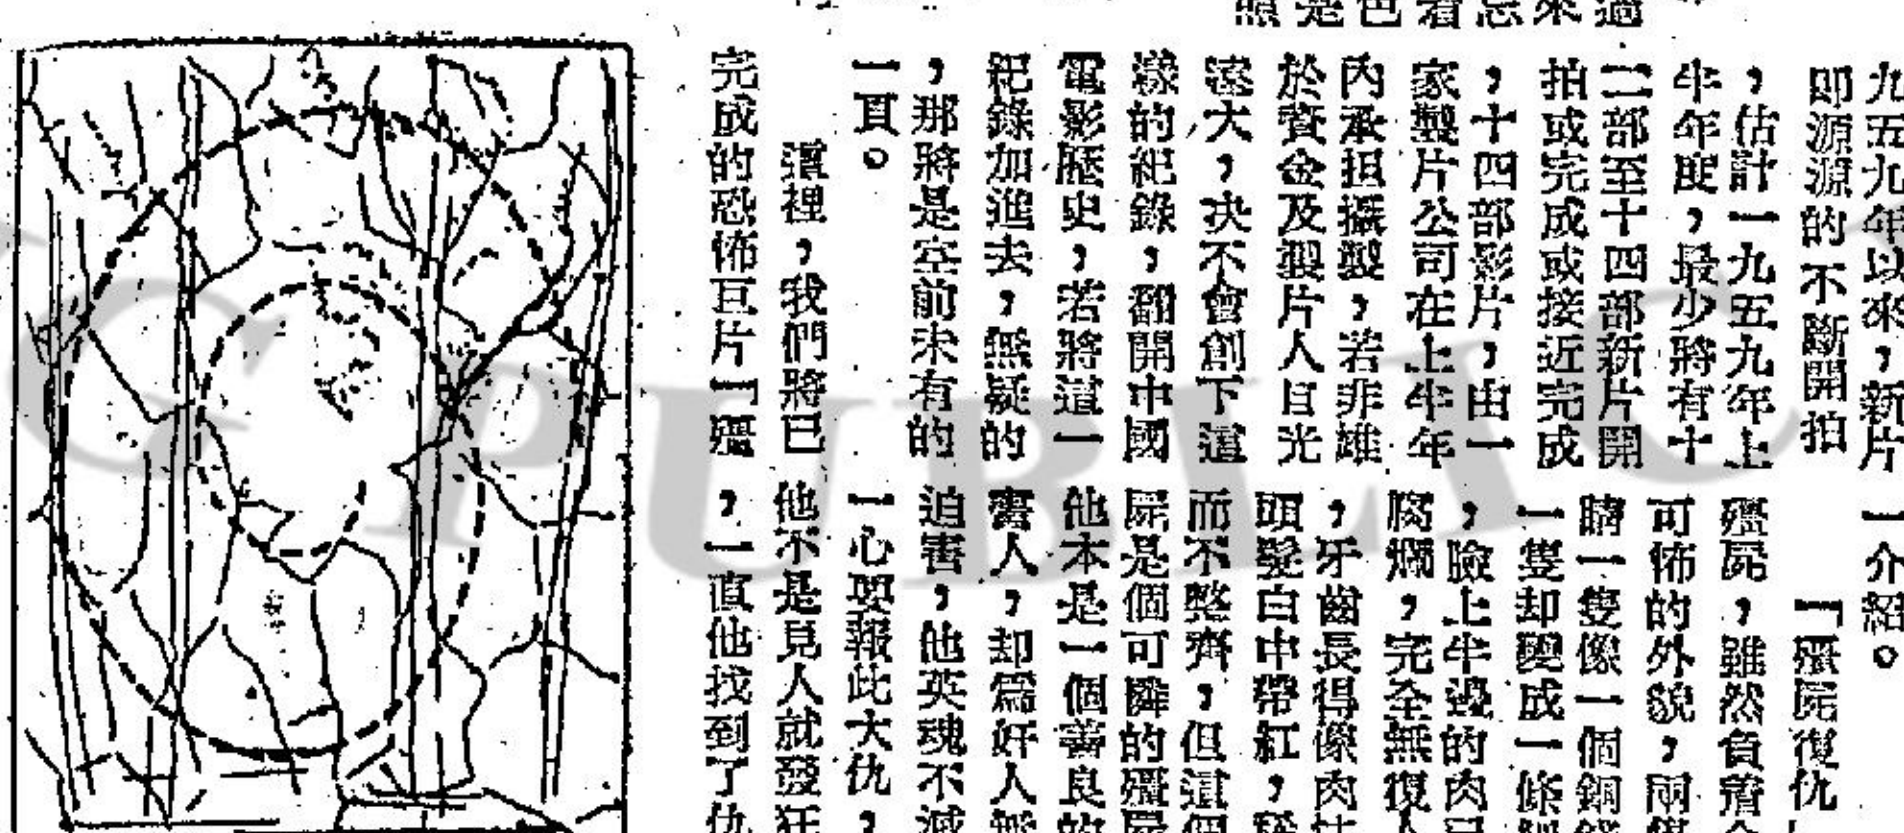 過來忘着色是照
九五九年以來，新片
即源源的不斷開拍
，估計一九五九年上
半年度，最少將有十
二部至十四部新片開
拍或完成或接近完成
，十四部影片，由一
家製片公司在上半年
內承担攝製，若非雄
於資金及製片人目光
遠大，决不會創下這
樣的紀錄，翻開中國
電影歷史，若將這一
紀錄加進去，無疑的
，那將是空前未有的
一頁。
這裡，我們將已
完成的恐怖巨片「殭
一介紹。
「殭屍復仇
殭屍，雖然負着
可怖的外貌，兩
睛一隻像一個銅
一隻却變成一條
，臉上半邊的肉已
腐爛，完全無復人
，牙齒長得像肉
頭髮白中帶紅，
而不整齊，但這個
屍是個可憐的殭屍
他本是一個善良的
書人，却爲奸人
迫害，他英魂不滅
一心要報此大仇，
他不是見人就發狂
，一直他找到了仇
PUBLIC